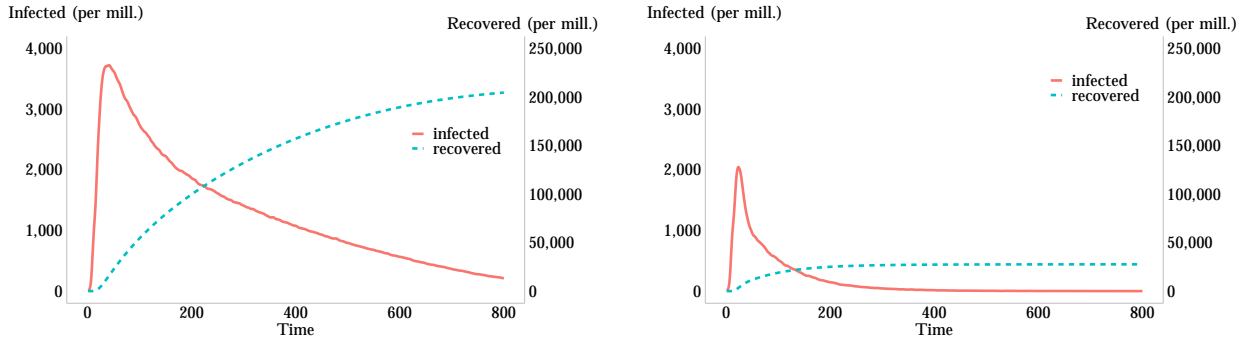 Infected (per mill.)
Recovered (per mill.)
4,000
3,000
2,000
1,000
0
250,000
200,000
150,000
100,000
50,000
0
infected
recovered
0 200 400 600 800
Time
Infected (per mill.)
Recovered (per mill.)
4,000
3,000
2,000
1,000
0
250,000
200,000
150,000
100,000
50,000
0
infected
recovered
0 200 400 600 800
Time